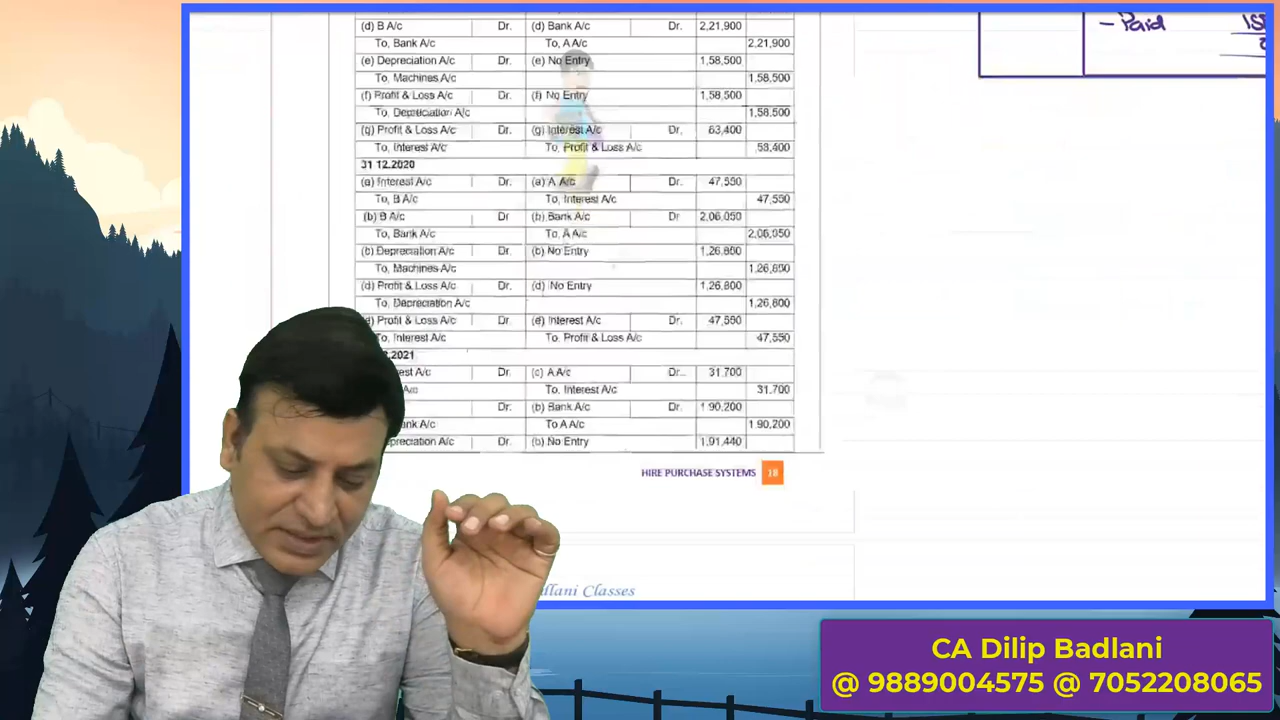 – Paid
(d) B A/c Dr. (d) Bank A/c Dr. 2,21,900
To, Bank A/c To, A A/c 2,21,900
(e) Depreciation A/c Dr. (e) No Entry 1,58,500
To, Machines A/c 1,58,500
(f) Profit & Loss A/c Dr. (f) No Entry 1,58,500
To, Depreciation A/c 1,58,500
(g) Profit & Loss A/c Dr. (g) Interest A/c Dr. 63,400
To, Interest A/c To, Profit & Loss A/c 53,400
31 12.2020
(a) Interest A/c Dr. (a) A A/c Dr. 47,550
To, B A/c To, Interest A/c 47,550
(b) B A/c Dr (b) Bank A/c Dr 2,06,050
To, Bank A/c To, A A/c 2,06,050
(c) Depreciation A/c Dr. (c) No Entry 1,26,800
To, Machines A/c 1,26,800
(d) Profit & Loss A/c Dr. (d) No Entry 1,26,800
To, Depreciation A/c 1,26,800
Profit & Loss A/c Dr. (e) Interest A/c Dr. 47,550
To, Interest A/c To, Profit & Loss A/c 47,550
.2021
est A/c Dr. (c) A A/c Dr.. 31.700
A/c To, Interest A/c 31.700
Dr. (b) Bank A/c Dr. 1 90,200
ank A/c To A A/c 1 90,200
epreciation A/c Dr. (b) No Entry 1,91,440
HIRE PURCHASE SYSTEMS 18
dlani Classes
CA Dilip Badlani
@ 9889004575 @ 7052208065